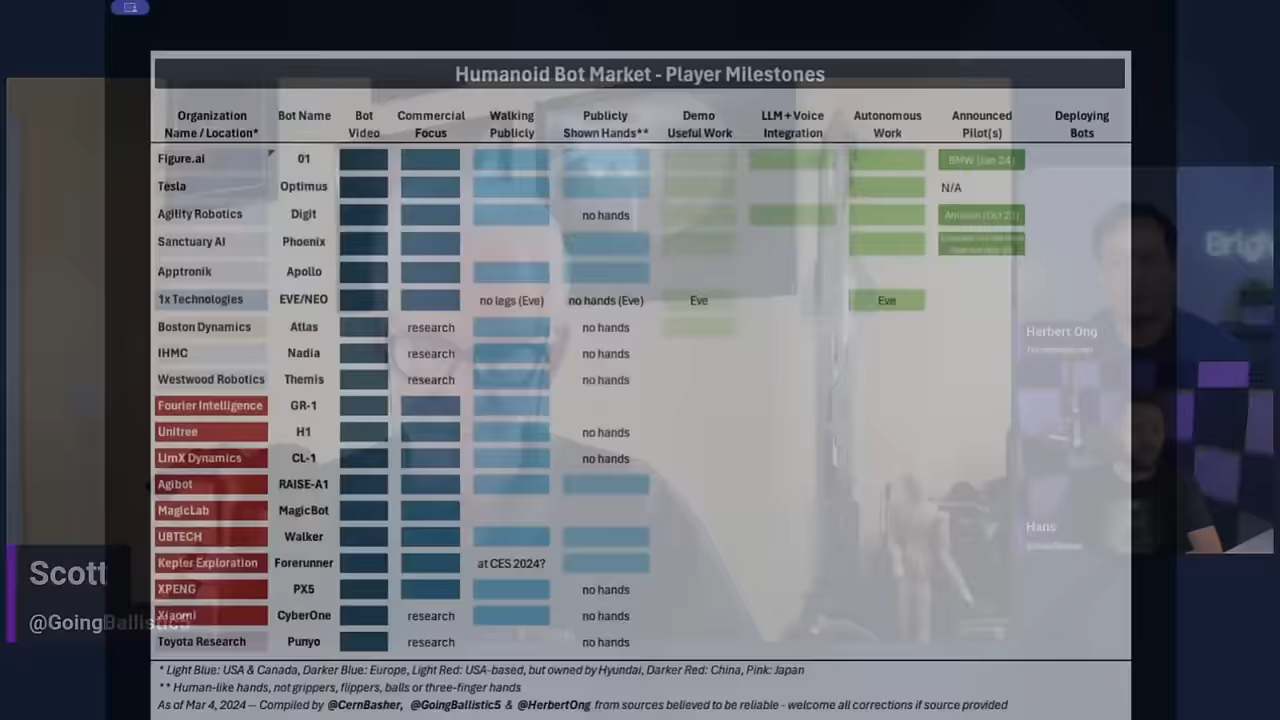 Humanoid Bot Market - Player Milestones
Organization Name / Location* Bot Name Bot Video Commercial Focus Walking Publicly Publicly Shown Hands** Demo Useful Work LLM + Voice Integration Autonomous Work Announced Pilot(s) Deploying Bots
Figure.ai 01 BMW (Jan 24)
Tesla Optimus N/A
Agility Robotics Digit no hands Amazon (Oct 23)
Sanctuary AI Phoenix
Apptronik Apollo
1x Technologies EVE/NEO no legs (Eve) no hands (Eve) Eve Eve
Boston Dynamics Atlas research no hands
IHMC Nadia research no hands
Westwood Robotics Themis research no hands
Fourier Intelligence GR-1
Unitree H1 no hands
LimX Dynamics CL-1 no hands
Agibot RAISE-A1
MagicLab MagicBot
UBTECH Walker
Kepler Exploration Forerunner at CES 2024?
XPENG PX5 no hands
Xiaomi CyberOne research no hands
Toyota Research Punyo research no hands
* Light Blue: USA & Canada, Darker Blue: Europe, Light Red: USA-based, but owned by Hyundai, Darker Red: China, Pink: Japan
** Human-like hands, not grippers, flippers, balls or three-finger hands
As of Mar 4, 2024 -- Compiled by @CernBasher, @GoingBallistic5 & @HerbertOng from sources believed to be reliable - welcome all corrections if source provided
Scott
@GoingBallistic5
Brigh
Herbert Ong
Hans